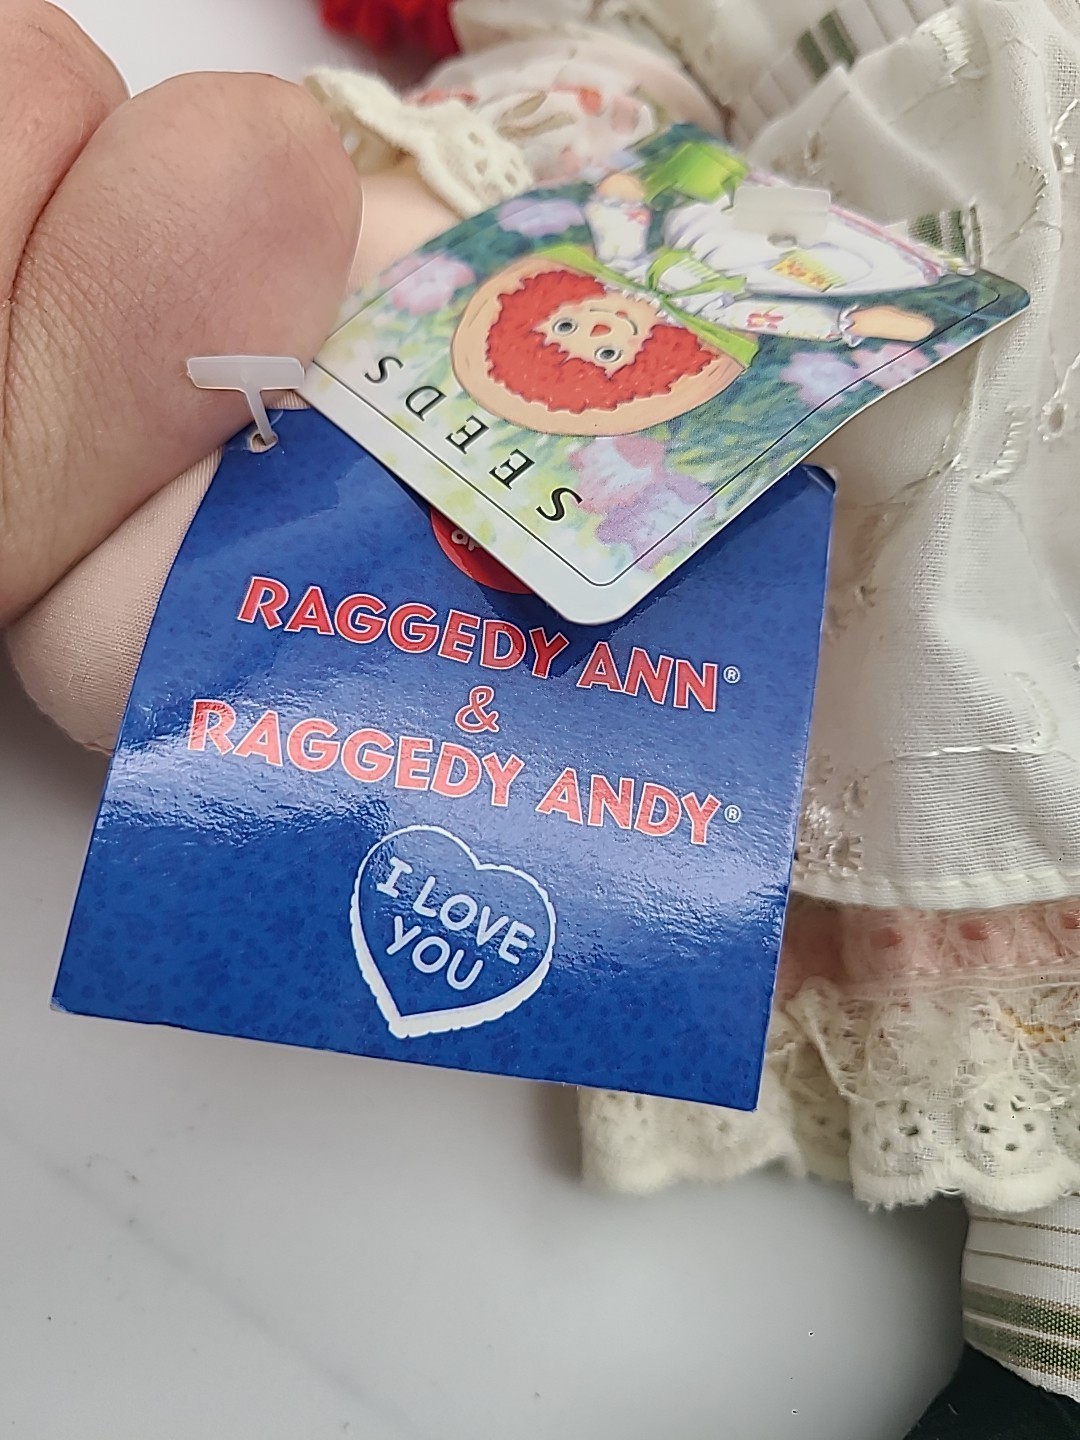 SEEDS
RAGGEDY ANN®
&
RAGGEDY ANDY®
I LOVE
YOU